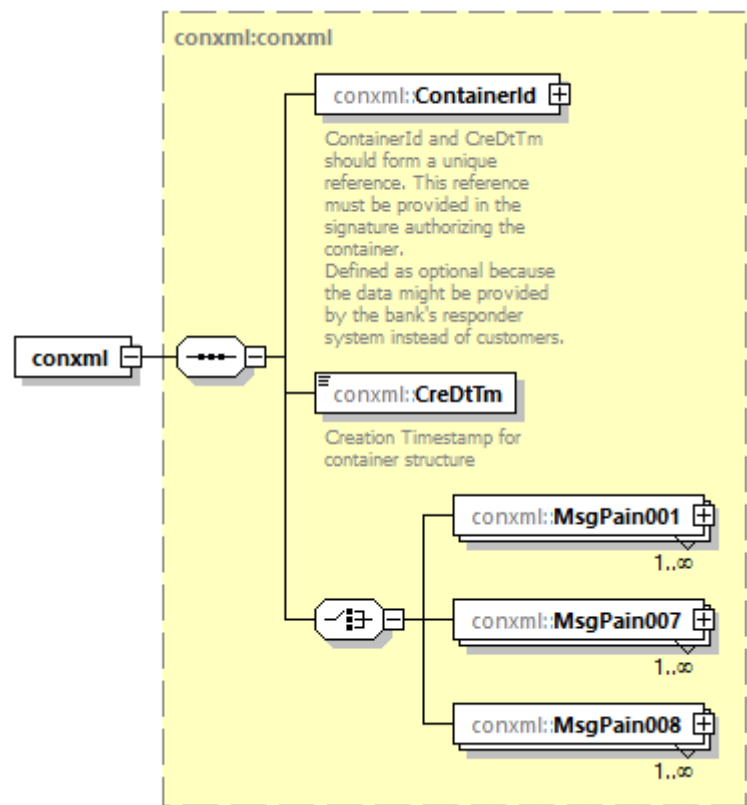 conxml:conxml
conxml::ContainerId
ContainerId and CreDtTm
should form a unique
reference. This reference
must be provided in the
signature authorizing the
container.
Defined as optional because
the data might be provided
by the bank's responder
system instead of customers.
conxml
conxml::CreDtTm
Creation Timestamp for
container structure
conxml::MsgPain001
1..∞
conxml::MsgPain007
1..∞
conxml::MsgPain008
1..∞